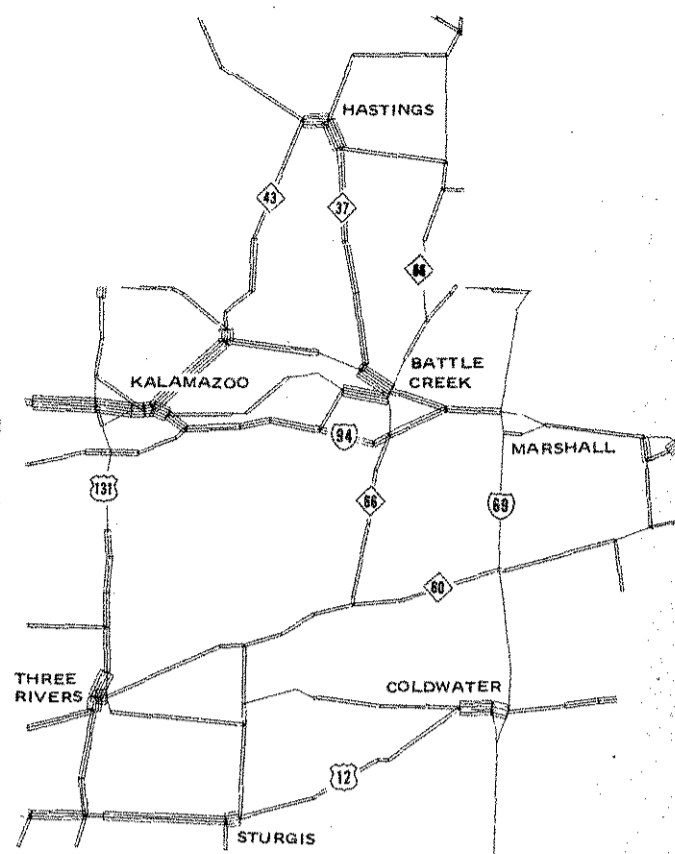 HASTINGS
43
37
66
KALAMAZOO
BATTLE
CREEK
94
MARSHALL
131
66
69
60
THREE
RIVERS
COLDWATER
12
STURGIS